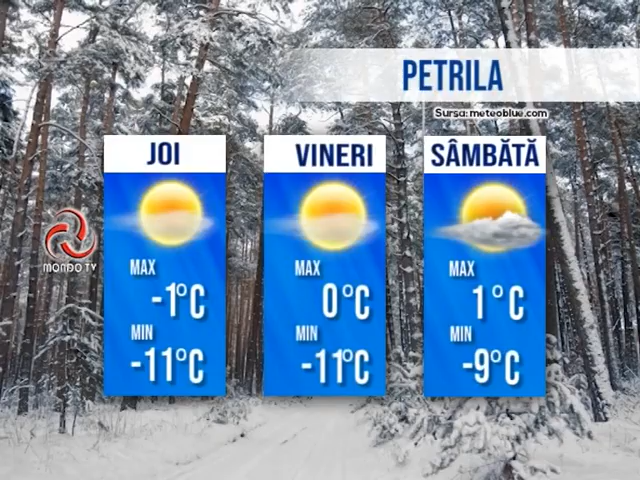 PETRILA
Sursa: meteoblue.com
JOI
MAX
-1°C
MIN
-11°C
VINERI
MAX
0°C
MIN
-11°C
SÂMBĂTĂ
MAX
1°C
MIN
-9°C
MONDO TV